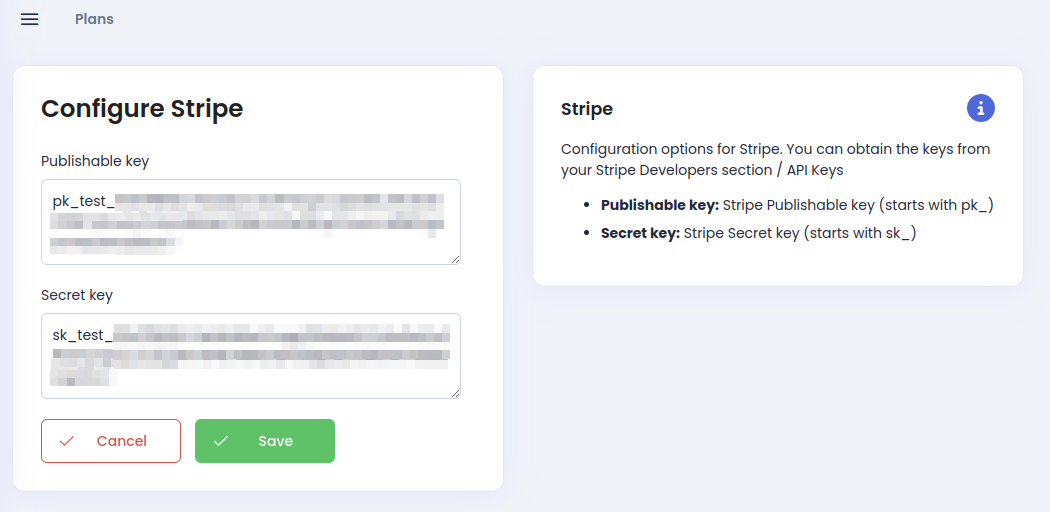 Plans
Configure Stripe
Publishable key
pk_test_
Secret key
sk_test_
Cancel
Save
Stripe
Configuration options for Stripe. You can obtain the keys from
your Stripe Developers section / API Keys
Publishable key: Stripe Publishable key (starts with pk_)
Secret key: Stripe Secret key (starts with sk_)